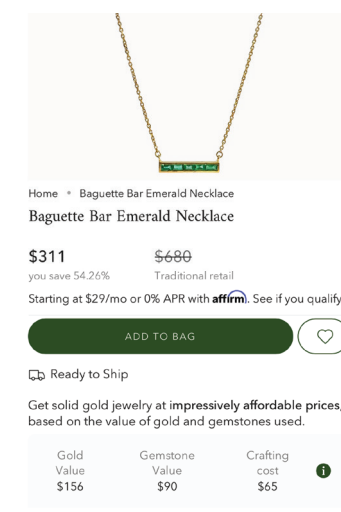 Home • Baguette Bar Emerald Necklace
Baguette Bar Emerald Necklace
$311 $680
you save 54.26% Traditional retail
Starting at $29/mo or 0% APR with affirm. See if you qualify
ADD TO BAG
Ready to Ship
Get solid gold jewelry at impressively affordable prices,
based on the value of gold and gemstones used.
Gold Gemstone Crafting
Value Value cost
$156 $90 $65
i